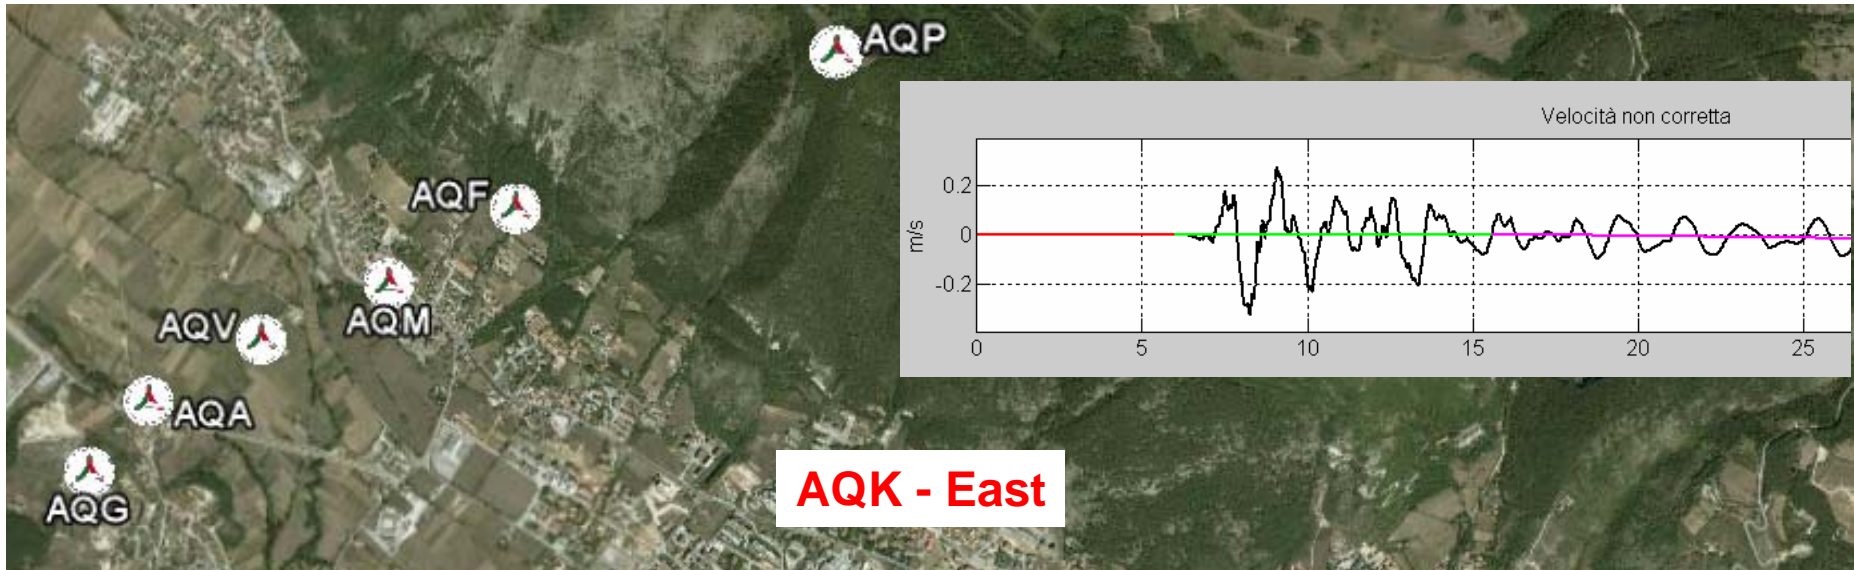 AQP
Velocità non corretta
0.2
AQF
m/s
0
-0.2
AQM
AQV
0 5 10 15 20 25
AQA
AQK - East
AQG